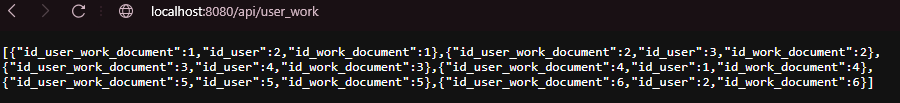 localhost:8080/api/user_work
[{"id_user_work_document":1,"id_user":2,"id_work_document":1},{"id_user_work_document":2,"id_user":3,"id_work_document":2},
{"id_user_work_document":3,"id_user":4,"id_work_document":3},{"id_user_work_document":4,"id_user":1,"id_work_document":4},
{"id_user_work_document":5,"id_user":5,"id_work_document":5},{"id_user_work_document":6,"id_user":2,"id_work_document":6}]